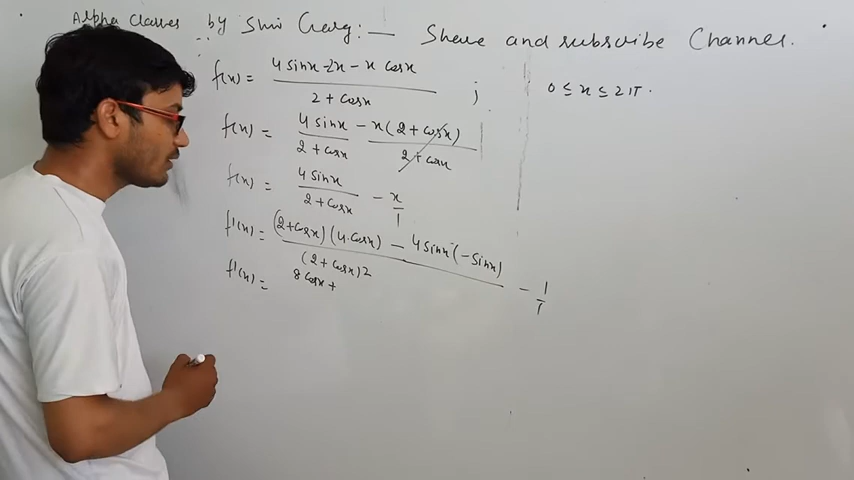 Alpha Classes by Shiv Garg:— Share and subscribe Channel.
f(x) = 4 sinx-2x - x cosx / 2 + cosx ; 0 ≤ x ≤ 2π.
f(x) = 4 sinx / 2 + cosx - x(2 + cosx) / 2 + cosx
f(x) = 4 sinx / 2 + cosx - x / 1
f'(x) = (2+cosx)(4.cosx) - 4 sinx (-sinx) / (2+cosx)2 - 1 / 1
f'(x) = 8 cosx +